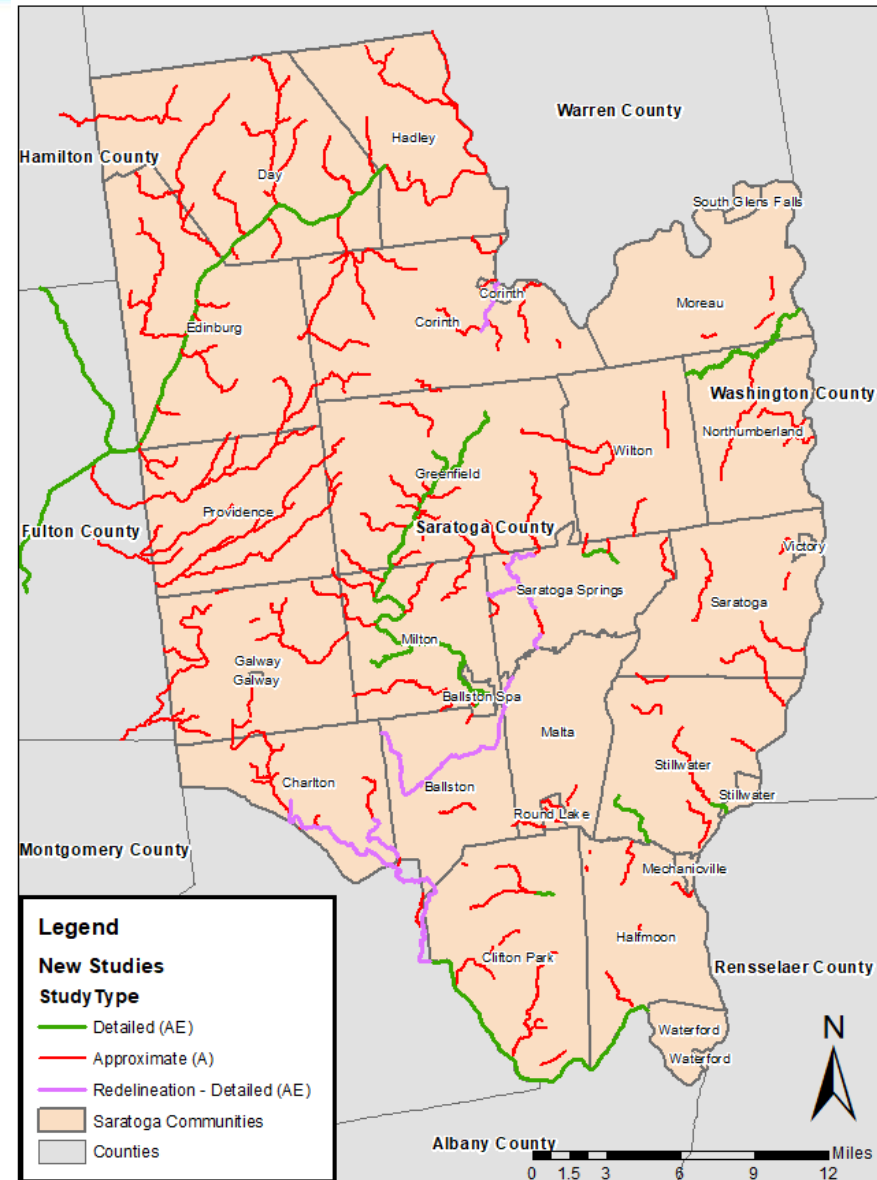 Warren County
Hadley
Hamilton County
Day
South Glens Falls
Corinth
Moreau
Corinth
Edinburg
Washington County
Northumberland
Wilton
Greenfield
Providence
Saratoga County
Fulton County
Victory
Saratoga Springs
Saratoga
Milton
Galway
Galway
Ballston Spa
Malta
Stillwater
Charlton
Ballston
Stillwater
Round Lake
Montgomery County
Mechanicville
Halfmoon
Clifton Park
Rensselaer County
Waterford
Waterford
Legend
New Studies
Study Type
Detailed (AE)
Approximate (A)
Redelineation - Detailed (AE)
Saratoga Communities
Counties
N
Albany County
Miles
0 1.5 3 6 9 12